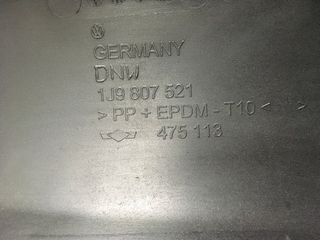 GERMANY
DNW
1J9 807 521
> PP + EPDM - T10 < >
475 113